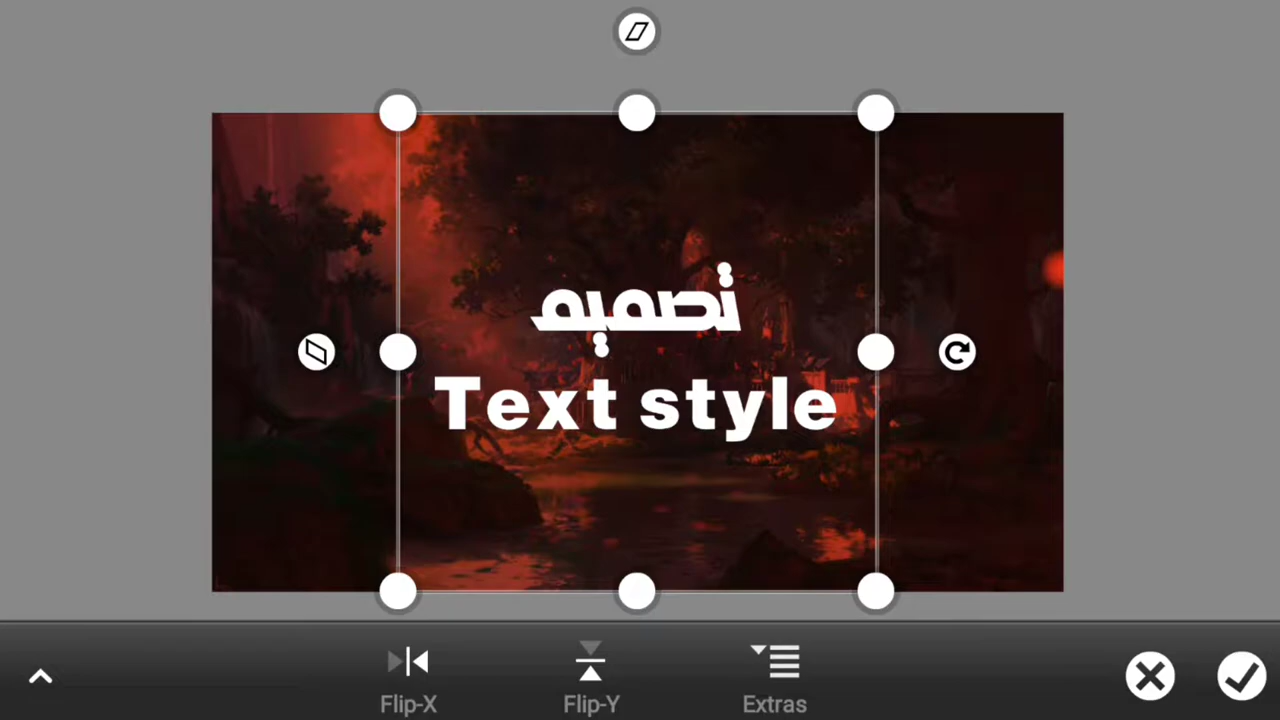 تصميم
Text style
Flip-X
Flip-Y
Extras